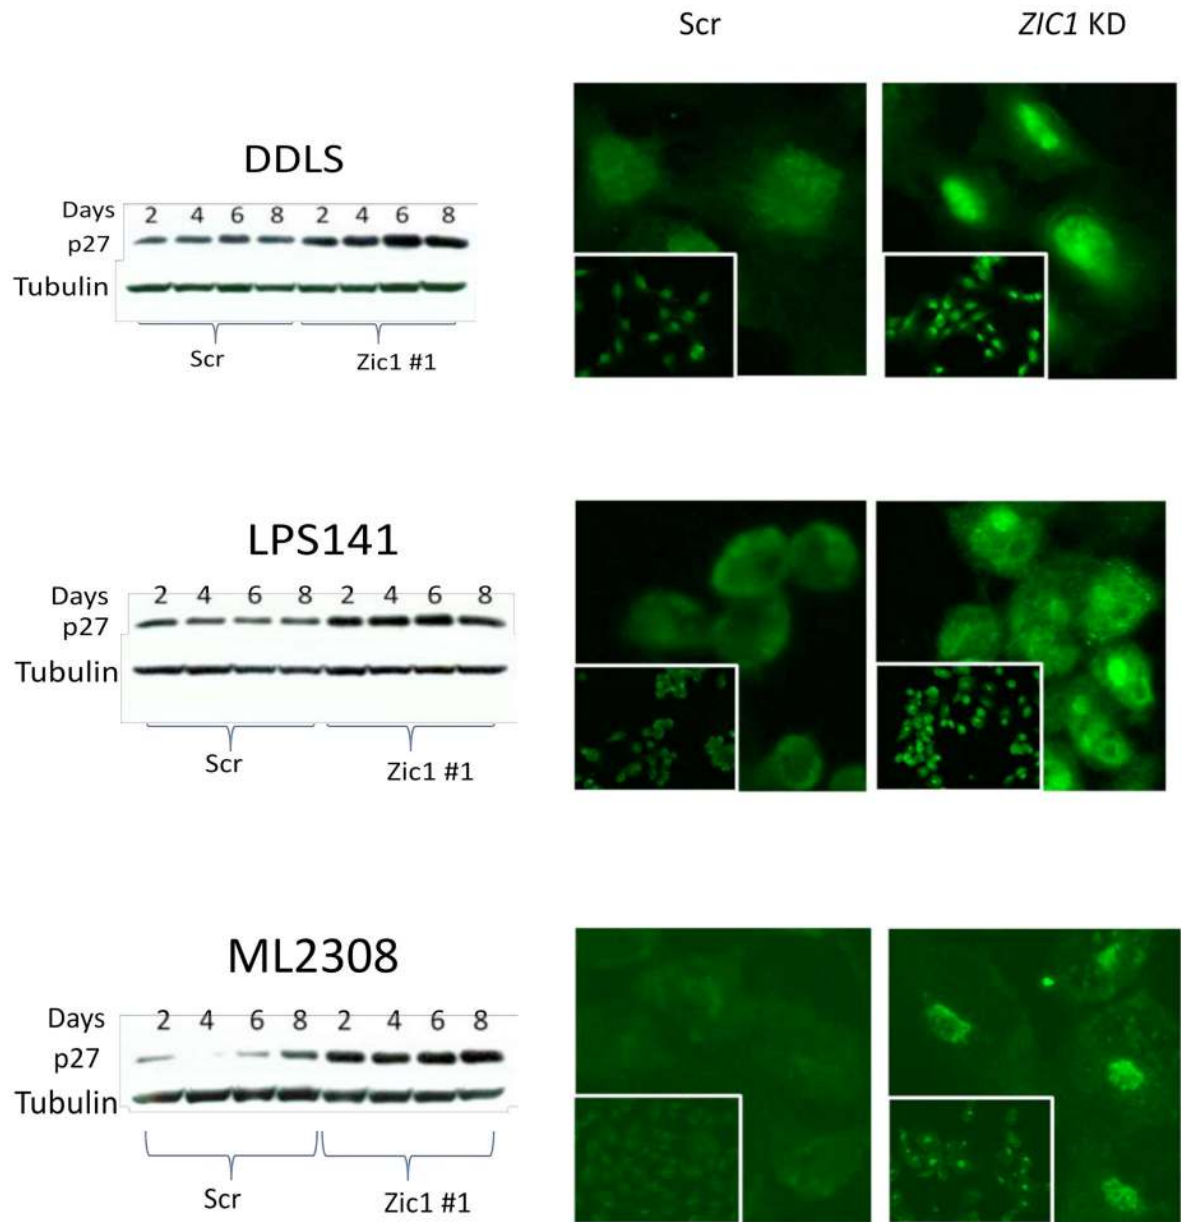 Scr ZIC1 KD
DDLS
Days 2 4 6 8 2 4 6 8
p27
Tubulin
Scr Zic1 #1
LPS141
Days 2 4 6 8 2 4 6 8
p27
Tubulin
Scr Zic1 #1
ML2308
Days 2 4 6 8 2 4 6 8
p27
Tubulin
Scr Zic1 #1